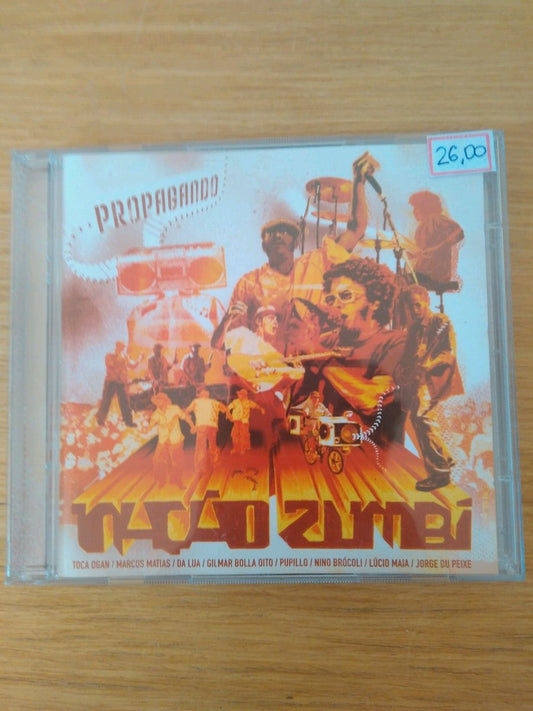 26,00
PROPAGANDO
NAÇÃO ZUMBI
TOCA OGAN / MARCOS MATIAS / DA LUA / GILMAR BOLLA OITO / PUPILLO / NINO BRÓCOLI / LÚCIO MAIA / JORGE DU PEIXE